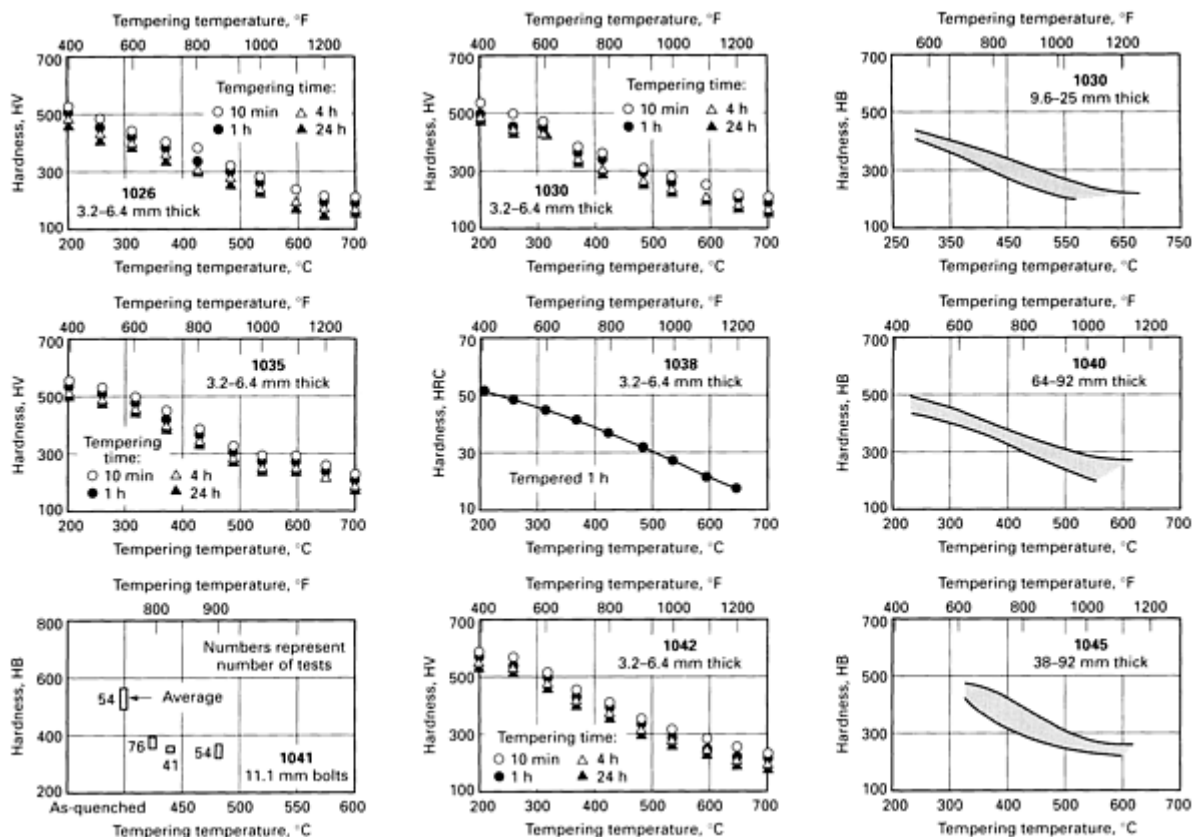 Tempering temperature, °F
400 600 800 1000 1200
700
500
300
100
Hardness, HV
Tempering time:
○ 10 min △ 4 h
● 1 h ▲ 24 h
1026
3.2–6.4 mm thick
200 300 400 500 600 700
Tempering temperature, °C
Tempering temperature, °F
400 600 800 1000 1200
700
500
300
100
Hardness, HV
Tempering time:
○ 10 min △ 4 h
● 1 h ▲ 24 h
1030
3.2–6.4 mm thick
200 300 400 500 600 700
Tempering temperature, °C
Tempering temperature, °F
600 800 1000 1200
700
500
300
100
Hardness, HB
1030
9.6–25 mm thick
250 350 450 550 650 750
Tempering temperature, °C
Tempering temperature, °F
400 600 800 1000 1200
700
500
300
100
Hardness, HV
1035
3.2–6.4 mm thick
Tempering
time:
○ 10 min △ 4 h
● 1 h ▲ 24 h
200 300 400 500 600 700
Tempering temperature, °C
Tempering temperature, °F
400 600 800 1000 1200
70
50
30
10
Hardness, HRC
1038
3.2–6.4 mm thick
Tempered 1 h
200 300 400 500 600 700
Tempering temperature, °C
Tempering temperature, °F
400 600 800 1000 1200
700
500
300
100
Hardness, HB
1040
64–92 mm thick
200 300 400 500 600 700
Tempering temperature, °C
Tempering temperature, °F
800 900
800
600
400
200
Hardness, HB
Numbers represent
number of tests
54 Average
76
41
54
1041
11.1 mm bolts
As-quenched 450 500 550 600
Tempering temperature, °C
Tempering temperature, °F
400 600 800 1000 1200
700
500
300
100
Hardness, HV
1042
3.2–6.4 mm thick
Tempering time:
○ 10 min △ 4 h
● 1 h ▲ 24 h
200 300 400 500 600 700
Tempering temperature, °C
Tempering temperature, °F
400 600 800 1000 1200
700
500
300
100
Hardness, HB
1045
38–92 mm thick
200 300 400 500 600 700
Tempering temperature, °C